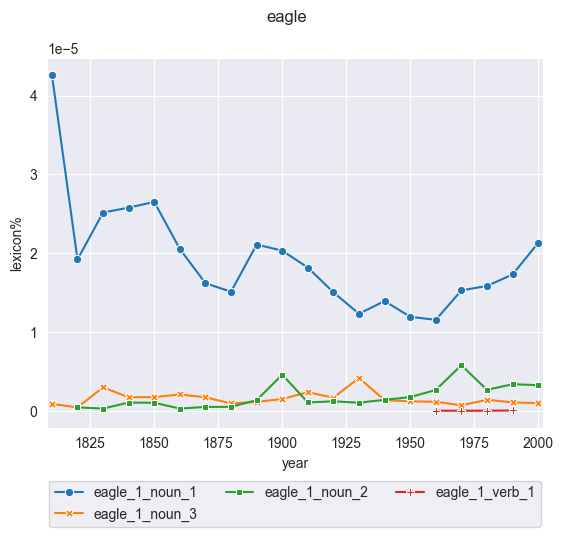 eagle
1e−5
4
3
2
1
0
lexicon%
1825 1850 1875 1900 1925 1950 1975 2000
year
eagle_1_noun_1 eagle_1_noun_2 eagle_1_verb_1
eagle_1_noun_3